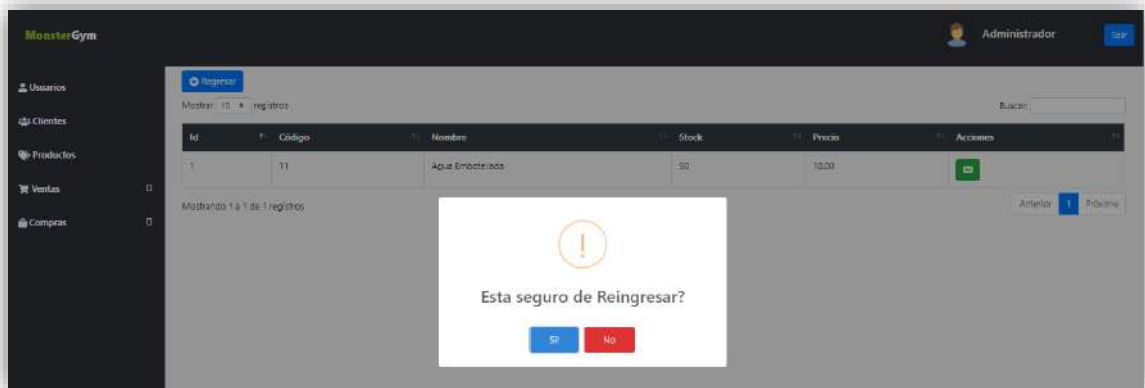 MonsterGym
Administrador
Salir
Usuarios
Clientes
Productos
Ventas
Compras
Regresar
Mostrar 10 registros
Buscar:
Id Código Nombre Stock Precio Acciones
1 11 Agua Embotellada 50 10.00
Mostrando 1 a 1 de 1 registros
Anterior 1 Próximo
Esta seguro de Reingresar?
SI! No